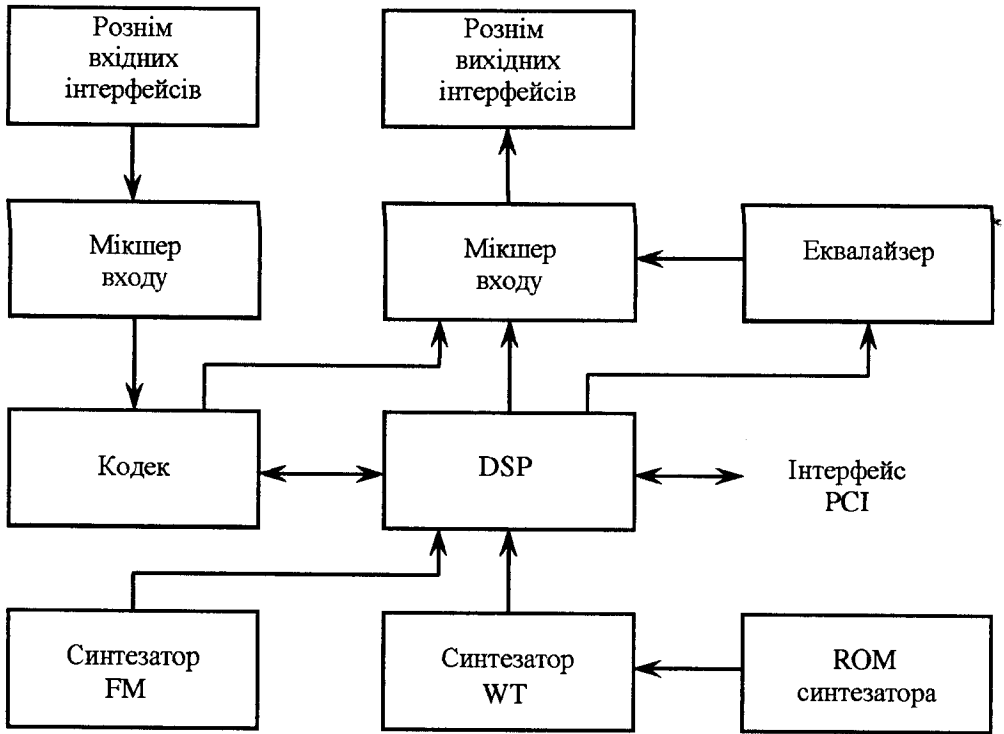 Рознім
вхідних
інтерфейсів
Рознім
вихідних
інтерфейсів
Мікшер
входу
Мікшер
входу
Еквалайзер
Кодек
DSP
Інтерфейс
PCI
Синтезатор
FM
Синтезатор
WT
ROM
синтезатора